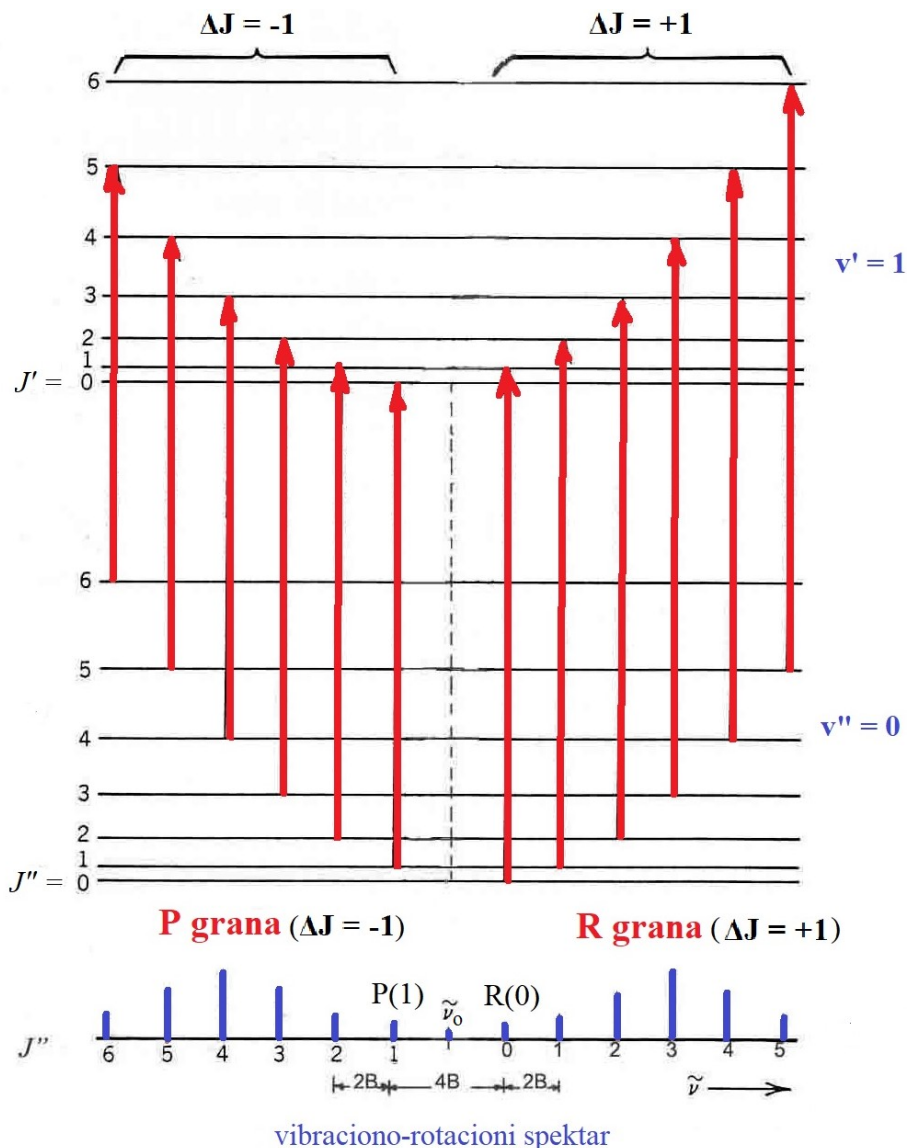 ΔJ = -1
ΔJ = +1
6
5
4
3
2
1
J' = 0
v' = 1
6
5
4
3
2
1
J'' = 0
v'' = 0
P grana (ΔJ = -1)
R grana (ΔJ = +1)
P(1)
ν̃₀
R(0)
J''
6 5 4 3 2 1 0 1 2 3 4 5
2B 4B 2B
ν̃
vibraciono-rotacioni spektar